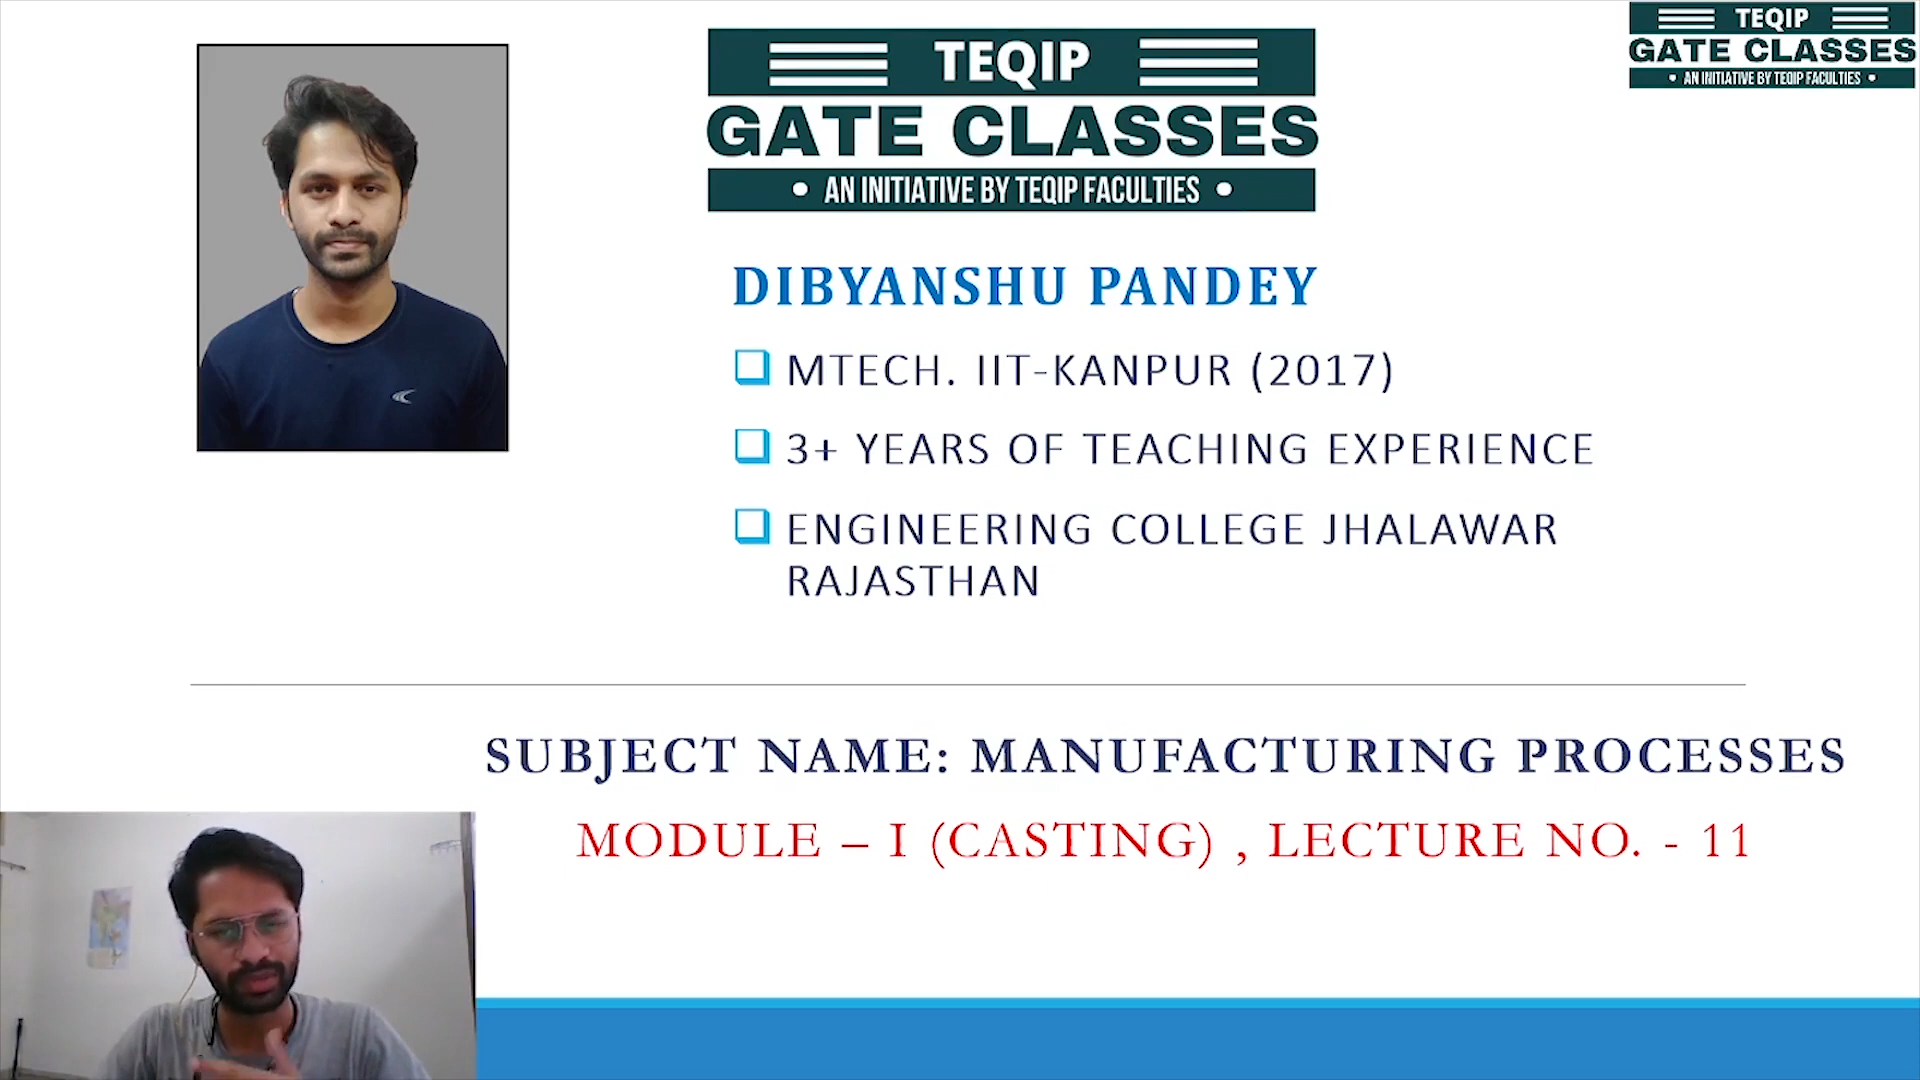 TEQIP
GATE CLASSES
• AN INITIATIVE BY TEQIP FACULTIES •
TEQIP
GATE CLASSES
• AN INITIATIVE BY TEQIP FACULTIES •
DIBYANSHU PANDEY
MTECH. IIT-KANPUR (2017)
3+ YEARS OF TEACHING EXPERIENCE
ENGINEERING COLLEGE JHALAWAR
RAJASTHAN
SUBJECT NAME: MANUFACTURING PROCESSES
MODULE – I (CASTING) , LECTURE NO. - 11